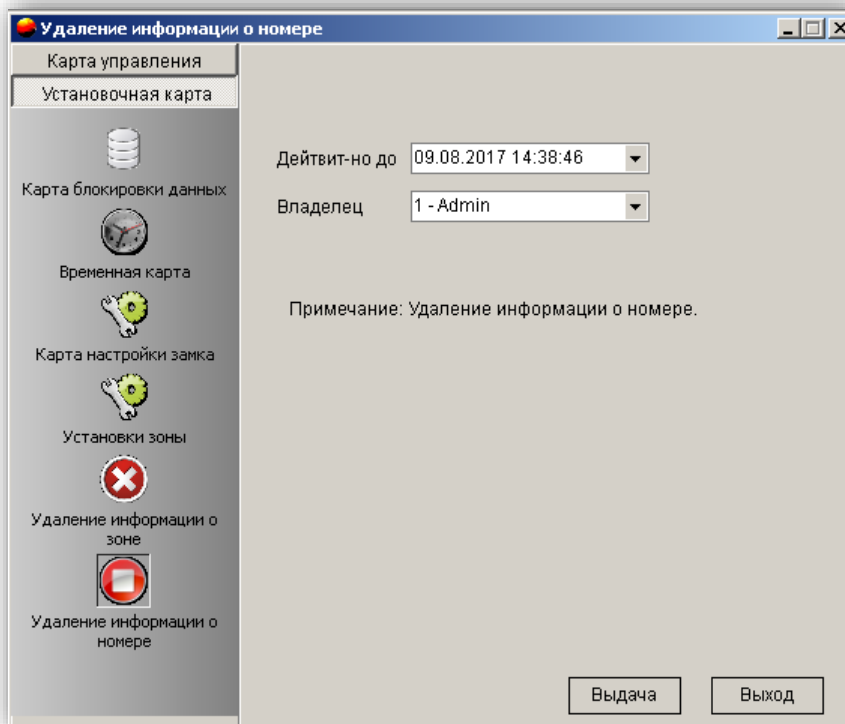 Удаление информации о номере
Карта управления
Установочная карта
Карта блокировки данных
Временная карта
Карта настройки замка
Установки зоны
Удаление информации о
зоне
Удаление информации о
номере
Дейтвит-но до
09.08.2017 14:38:46
Владелец
1 - Admin
Примечание: Удаление информации о номере.
Выдача
Выход